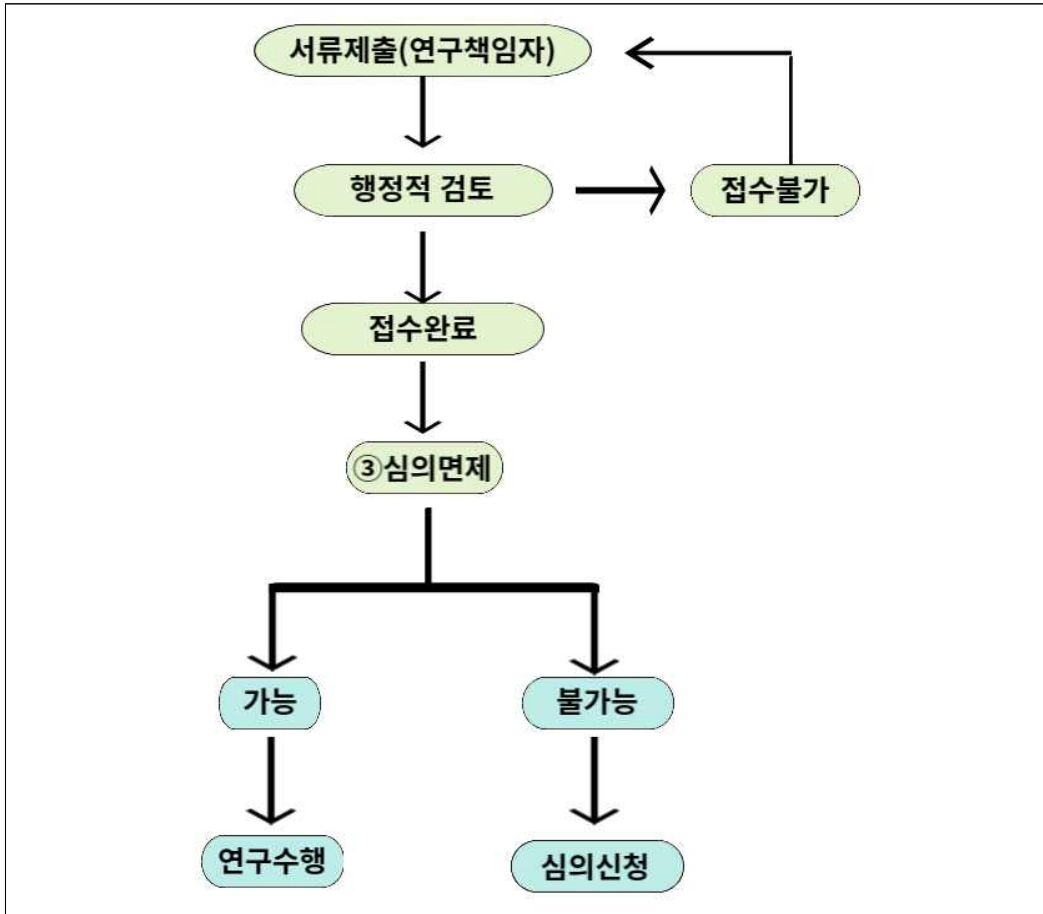 서류제출(연구책임자)
행정적 검토
접수불가
접수완료
③심의면제
가능
불가능
연구수행
심의신청